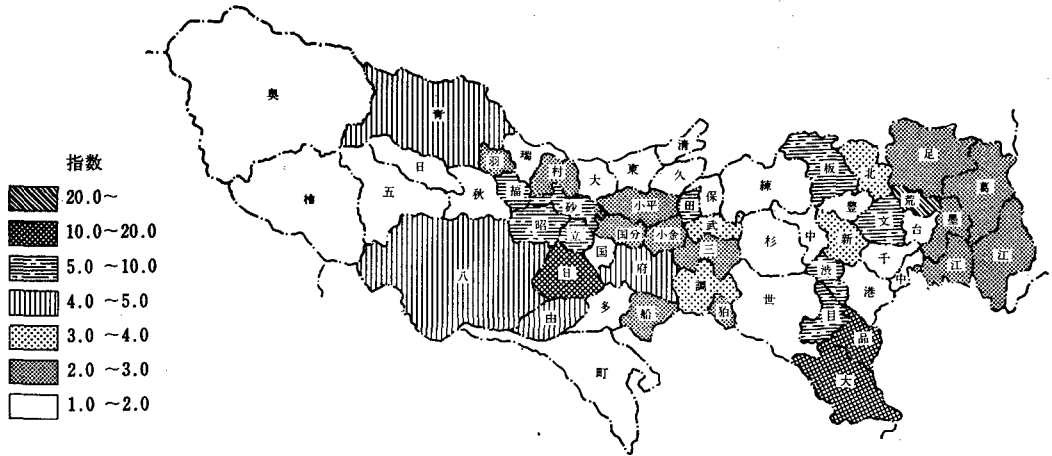 指数
20.0～
10.0～20.0
5.0～10.0
4.0～5.0
3.0～4.0
2.0～3.0
1.0～2.0
奥
青
日
羽
瑞
檜
五
秋
福
村
大
東
清
久
砂
小平
田
保
昭
立
国分
小金
武
国
三
八
日
府
調
由
多
船
狛
町
練
板
北
足
葛
豊
文
荒
墨
台
杉
中
新
千
江
江
渋
中
世
目
港
品
大